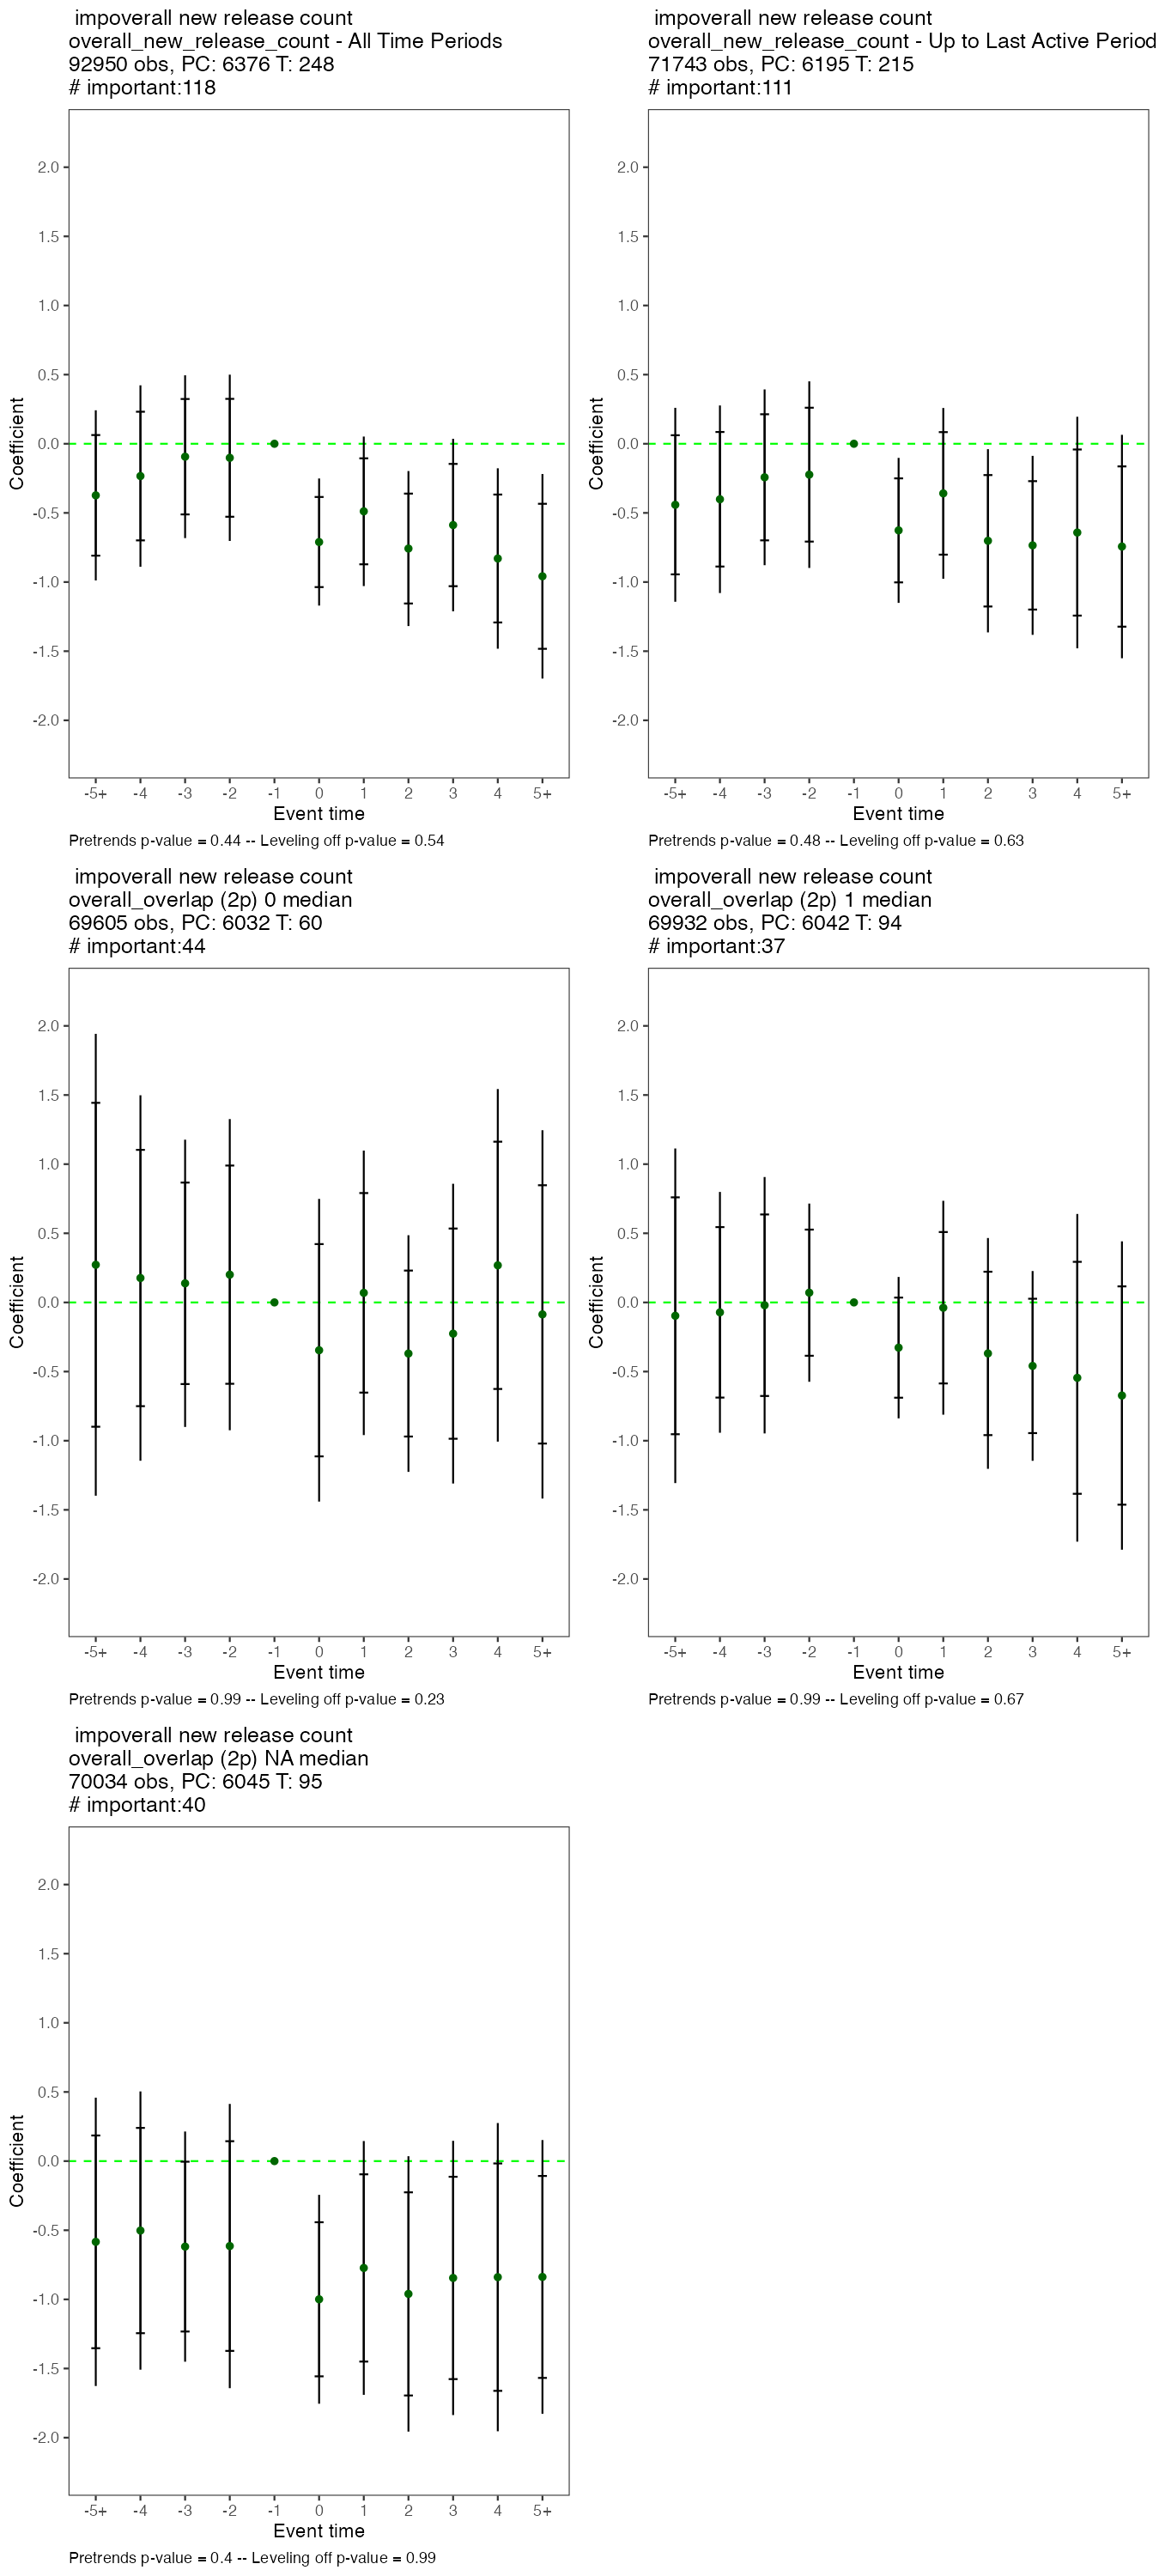 impoverall new release count
overall_new_release_count - All Time Periods
92950 obs, PC: 6376 T: 248
# important:118
2.0
1.5
1.0
0.5
0.0
-0.5
-1.0
-1.5
-2.0
Coefficient
-5+ -4 -3 -2 -1 0 1 2 3 4 5+
Event time
Pretrends p-value = 0.44 -- Leveling off p-value = 0.54
impoverall new release count
overall_new_release_count - Up to Last Active Period
71743 obs, PC: 6195 T: 215
# important:111
2.0
1.5
1.0
0.5
0.0
-0.5
-1.0
-1.5
-2.0
Coefficient
-5+ -4 -3 -2 -1 0 1 2 3 4 5+
Event time
Pretrends p-value = 0.48 -- Leveling off p-value = 0.63
impoverall new release count
overall_overlap (2p) 0 median
69605 obs, PC: 6032 T: 60
# important:44
2.0
1.5
1.0
0.5
0.0
-0.5
-1.0
-1.5
-2.0
Coefficient
-5+ -4 -3 -2 -1 0 1 2 3 4 5+
Event time
Pretrends p-value = 0.99 -- Leveling off p-value = 0.23
impoverall new release count
overall_overlap (2p) 1 median
69932 obs, PC: 6042 T: 94
# important:37
2.0
1.5
1.0
0.5
0.0
-0.5
-1.0
-1.5
-2.0
Coefficient
-5+ -4 -3 -2 -1 0 1 2 3 4 5+
Event time
Pretrends p-value = 0.99 -- Leveling off p-value = 0.67
impoverall new release count
overall_overlap (2p) NA median
70034 obs, PC: 6045 T: 95
# important:40
2.0
1.5
1.0
0.5
0.0
-0.5
-1.0
-1.5
-2.0
Coefficient
-5+ -4 -3 -2 -1 0 1 2 3 4 5+
Event time
Pretrends p-value = 0.4 -- Leveling off p-value = 0.99